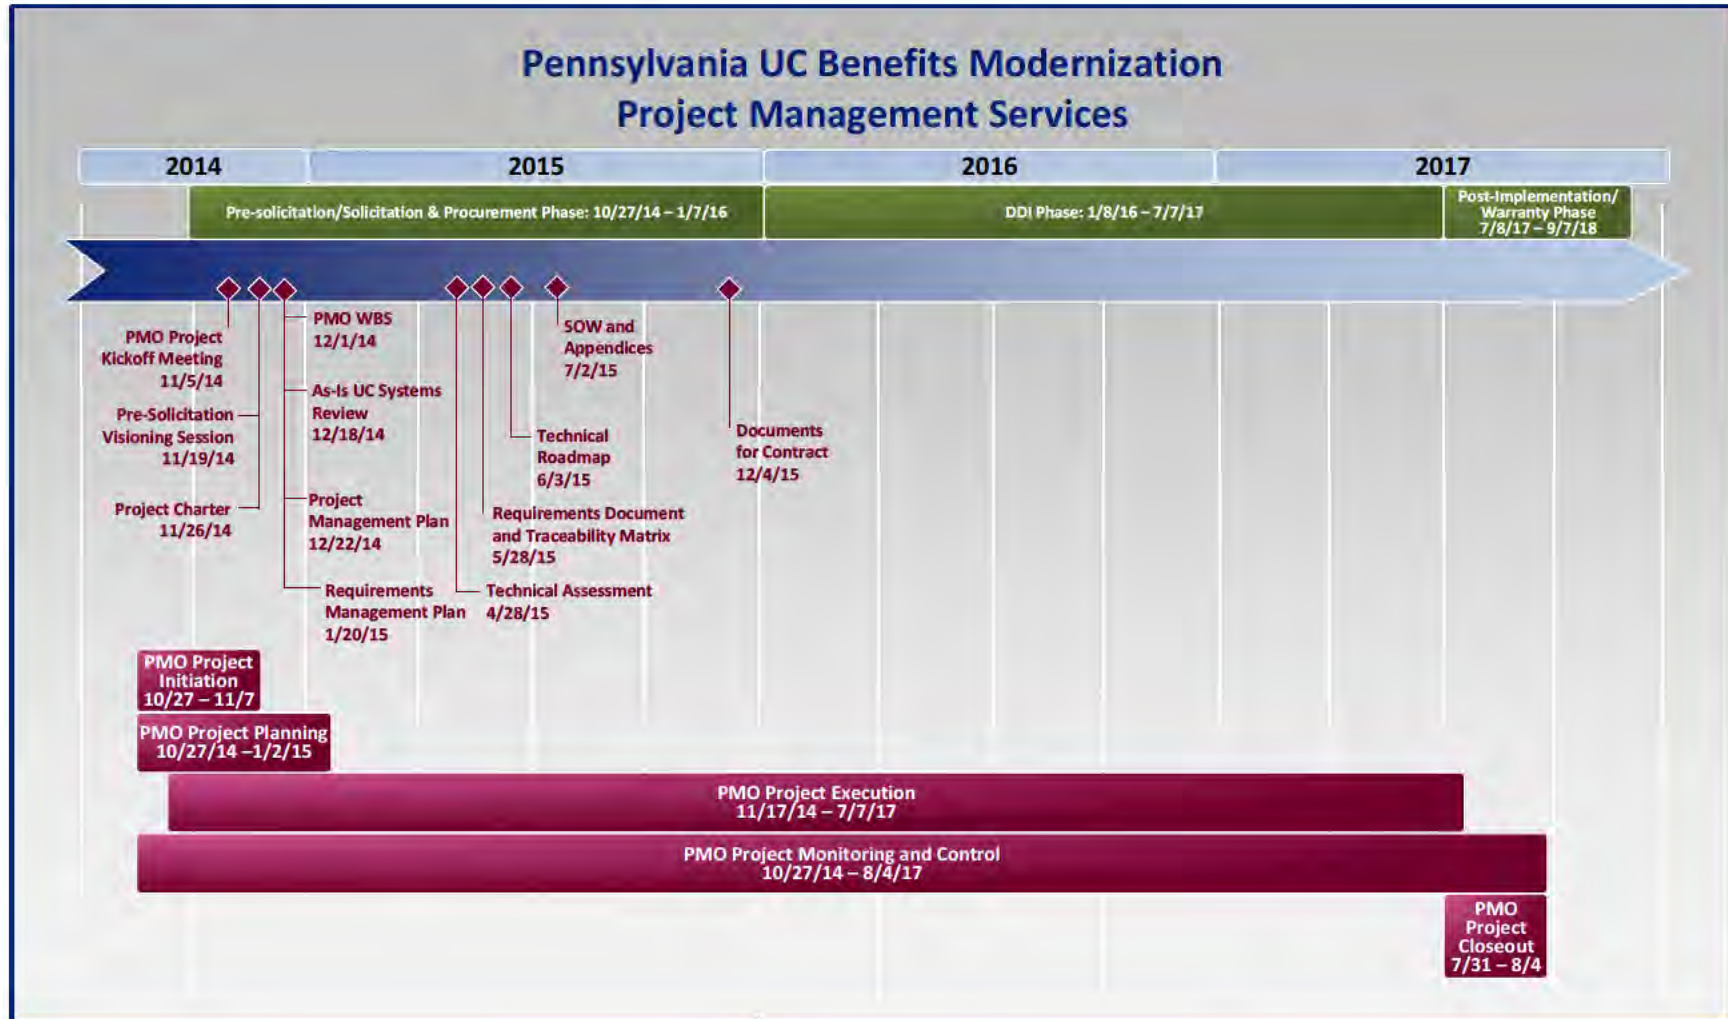 Pennsylvania UC Benefits Modernization
Project Management Services
2014
2015
2016
2017
Pre-solicitation/Solicitation & Procurement Phase: 10/27/14 – 1/7/16
DDI Phase: 1/8/16 – 7/7/17
Post-Implementation/
Warranty Phase
7/8/17 – 9/7/18
PMO Project
Kickoff Meeting
11/5/14
Pre-Solicitation
Visioning Session
11/19/14
Project Charter
11/26/14
PMO WBS
12/1/14
As-Is UC Systems
Review
12/18/14
Project
Management Plan
12/22/14
Requirements
Management Plan
1/20/15
Technical Assessment
4/28/15
Requirements Document
and Traceability Matrix
5/28/15
Technical
Roadmap
6/3/15
SOW and
Appendices
7/2/15
Documents
for Contract
12/4/15
PMO Project
Initiation
10/27 – 11/7
PMO Project Planning
10/27/14 –1/2/15
PMO Project Execution
11/17/14 – 7/7/17
PMO Project Monitoring and Control
10/27/14 – 8/4/17
PMO
Project
Closeout
7/31 – 8/4